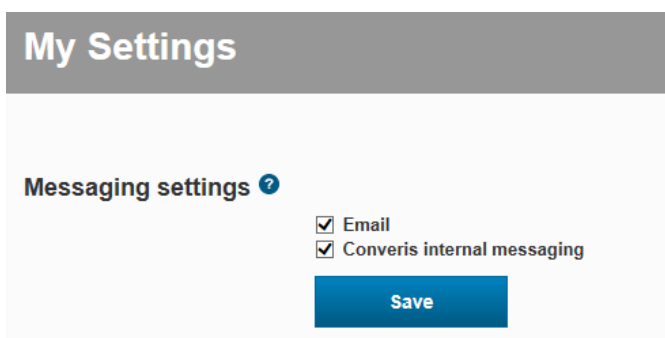 My Settings
Messaging settings ?
Email
Converis internal messaging
Save